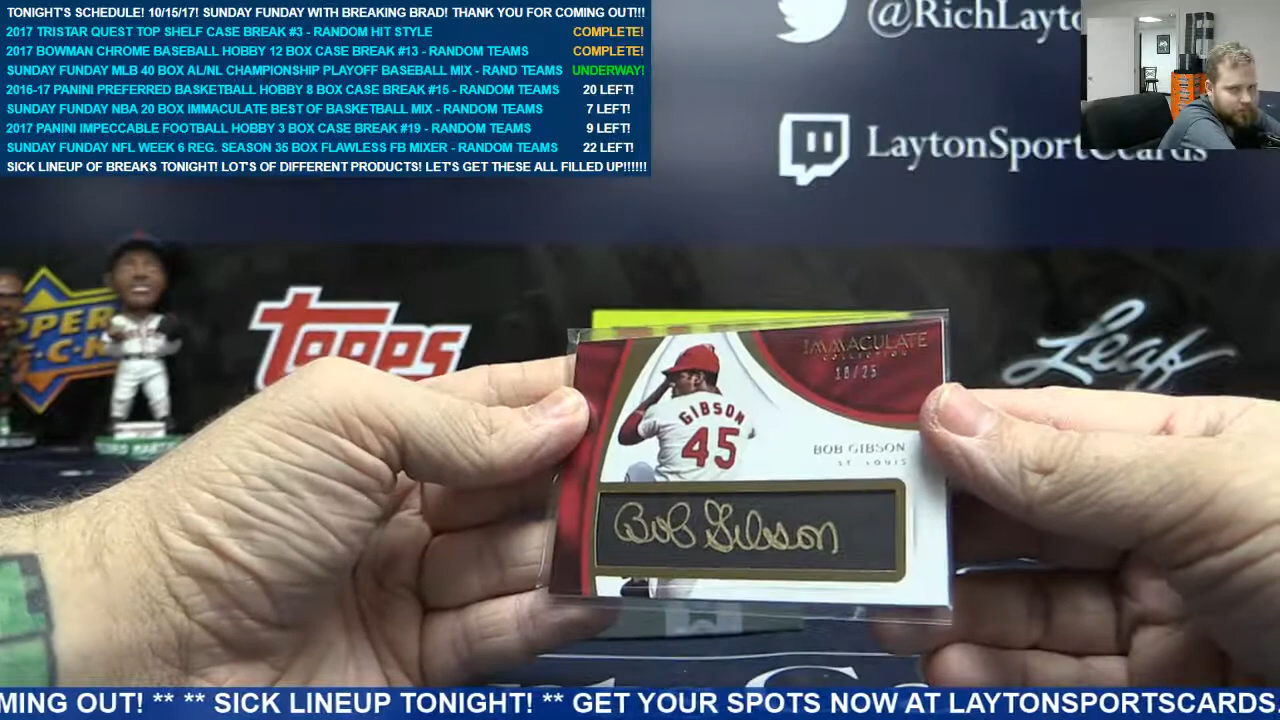 TONIGHT'S SCHEDULE! 10/15/17! SUNDAY FUNDAY WITH BREAKING BRAD! THANK YOU FOR COMING OUT!!!
2017 TRISTAR QUEST TOP SHELF CASE BREAK #3 - RANDOM HIT STYLE COMPLETE!
2017 BOWMAN CHROME BASEBALL HOBBY 12 BOX CASE BREAK #13 - RANDOM TEAMS COMPLETE!
SUNDAY FUNDAY MLB 40 BOX AL/NL CHAMPIONSHIP PLAYOFF BASEBALL MIX - RAND TEAMS UNDERWAY!
2016-17 PANINI PREFERRED BASKETBALL HOBBY 8 BOX CASE BREAK #15 - RANDOM TEAMS 20 LEFT!
SUNDAY FUNDAY NBA 20 BOX IMMACULATE BEST OF BASKETBALL MIX - RANDOM TEAMS 7 LEFT!
2017 PANINI IMPECCABLE FOOTBALL HOBBY 3 BOX CASE BREAK #19 - RANDOM TEAMS 9 LEFT!
SUNDAY FUNDAY NFL WEEK 6 REG. SEASON 35 BOX FLAWLESS FB MIXER - RANDOM TEAMS 22 LEFT!
SICK LINEUP OF BREAKS TONIGHT! LOT'S OF DIFFERENT PRODUCTS! LET'S GET THESE ALL FILLED UP!!!!!!
@RichLayto
LaytonSportCcards
topps
Leaf
IMMACULATE
COLLECTION
18/25
GIBSON
45
BOB GIBSON
ST. LOUIS
Bob Gibson
MING OUT! ** ** SICK LINEUP TONIGHT! ** GET YOUR SPOTS NOW AT LAYTONSPORTSCARDS.